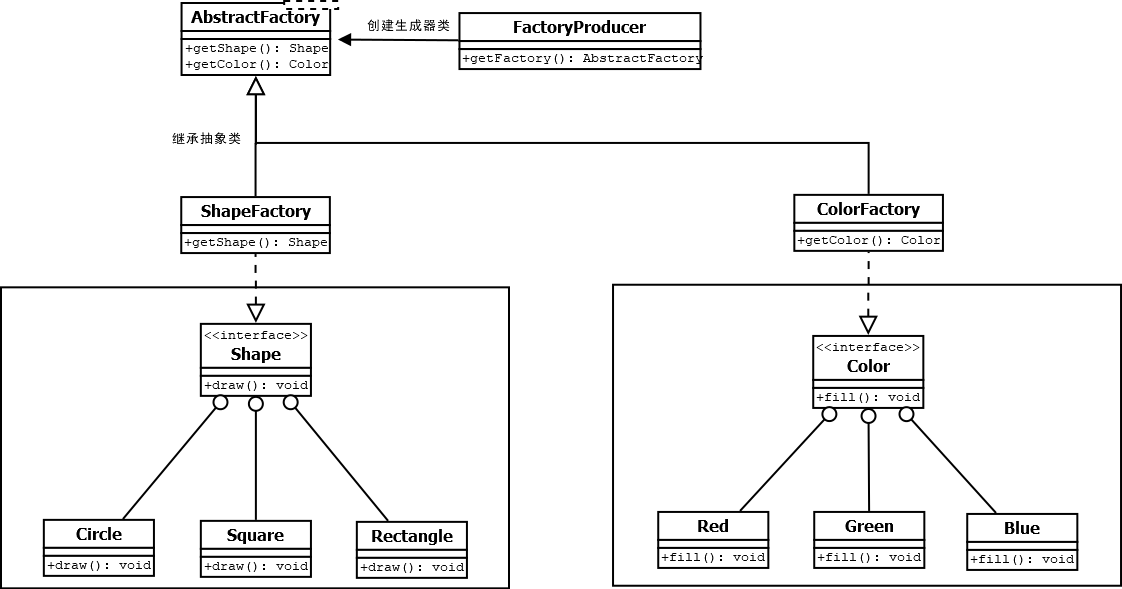 AbstractFactory
+getShape(): Shape
+getColor(): Color
创建生成器类
FactoryProducer
+getFactory(): AbstractFactory
继承抽象类
ShapeFactory
+getShape(): Shape
ColorFactory
+getColor(): Color
<<interface>>
Shape
+draw(): void
<<interface>>
Color
+fill(): void
Circle
+draw(): void
Square
+draw(): void
Rectangle
+draw(): void
Red
+fill(): void
Green
+fill(): void
Blue
+fill(): void